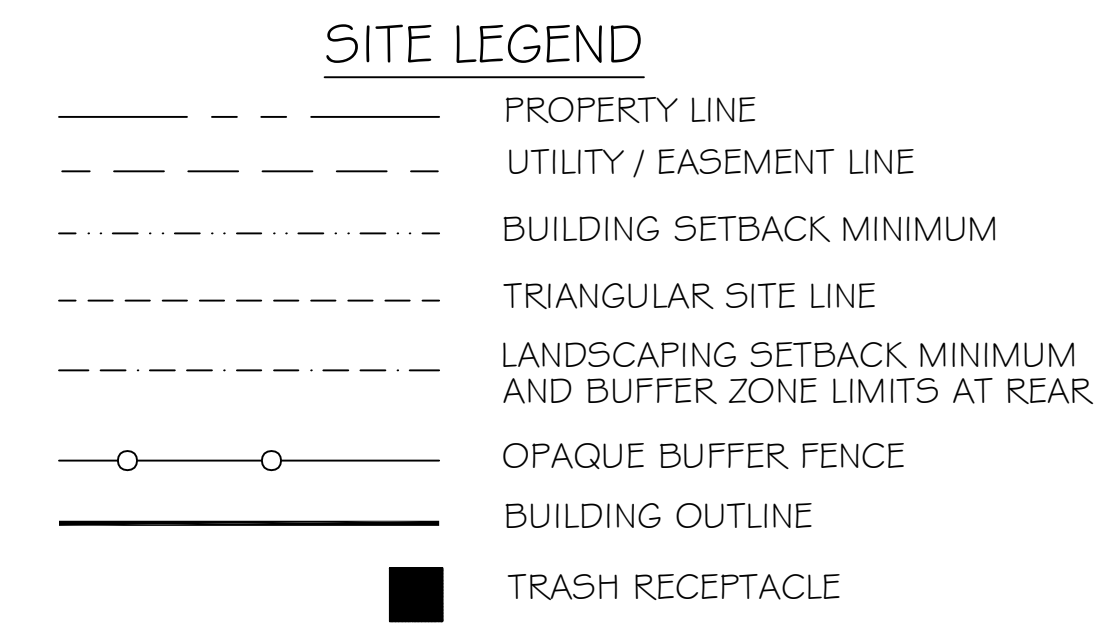 SITE LEGEND
PROPERTY LINE
UTILITY / EASEMENT LINE
BUILDING SETBACK MINIMUM
TRIANGULAR SITE LINE
LANDSCAPING SETBACK MINIMUM
AND BUFFER ZONE LIMITS AT REAR
OPAQUE BUFFER FENCE
BUILDING OUTLINE
TRASH RECEPTACLE